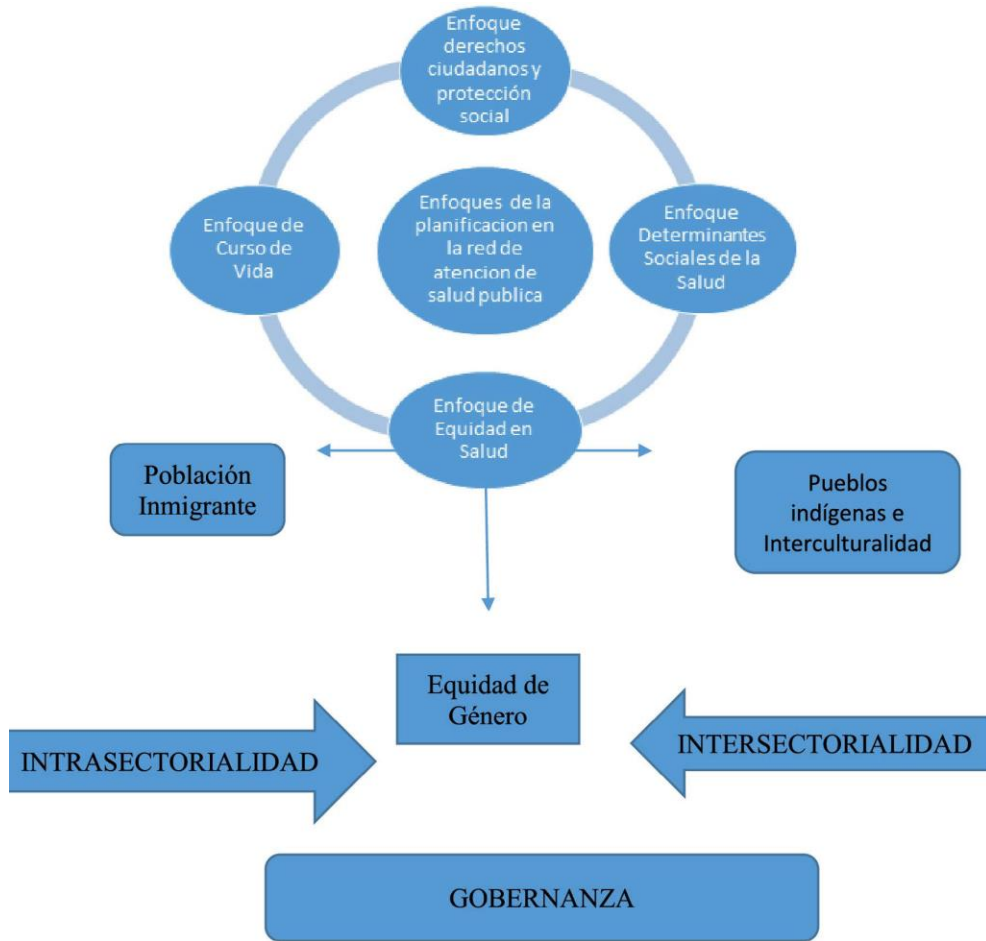 Enfoque
derechos
ciudadanos y
protección
social
Enfoque de
Curso de
Vida
Enfoques de la
planificacion en
la red de
atencion de
salud publica
Enfoque
Determinantes
Sociales de la
Salud
Enfoque de
Equidad en
Salud
Población
Inmigrante
Pueblos
indígenas e
Interculturalidad
Equidad de
Género
INTRASECTORIALIDAD
INTERSECTORIALIDAD
GOBERNANZA